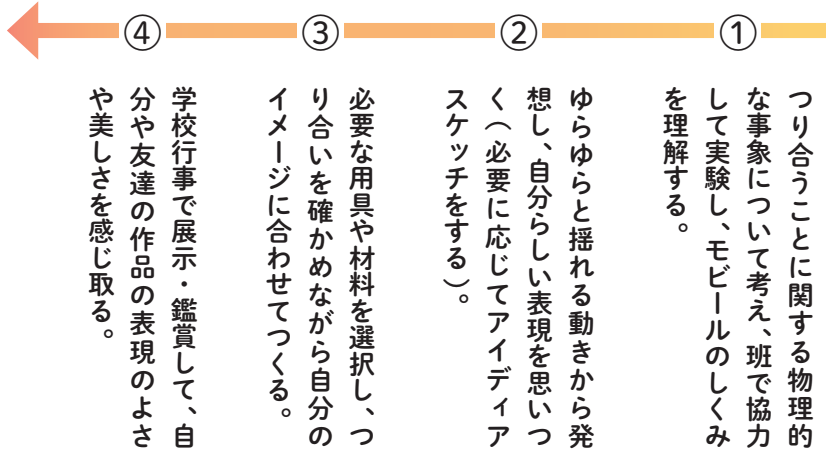 ①
つり合うことに関する物理的
な事象について考え、班で協力
して実験し、モビールのしくみ
を理解する。
②
ゆらゆらと揺れる動きから発
想し、自分らしい表現を思いつ
く（必要に応じてアイディア
スケッチをする）。
③
必要な用具や材料を選択し、つ
り合いを確かめながら自分の
イメージに合わせてつくる。
④
学校行事で展示・鑑賞して、自
分や友達の作品の表現のよさ
や美しさを感じ取る。